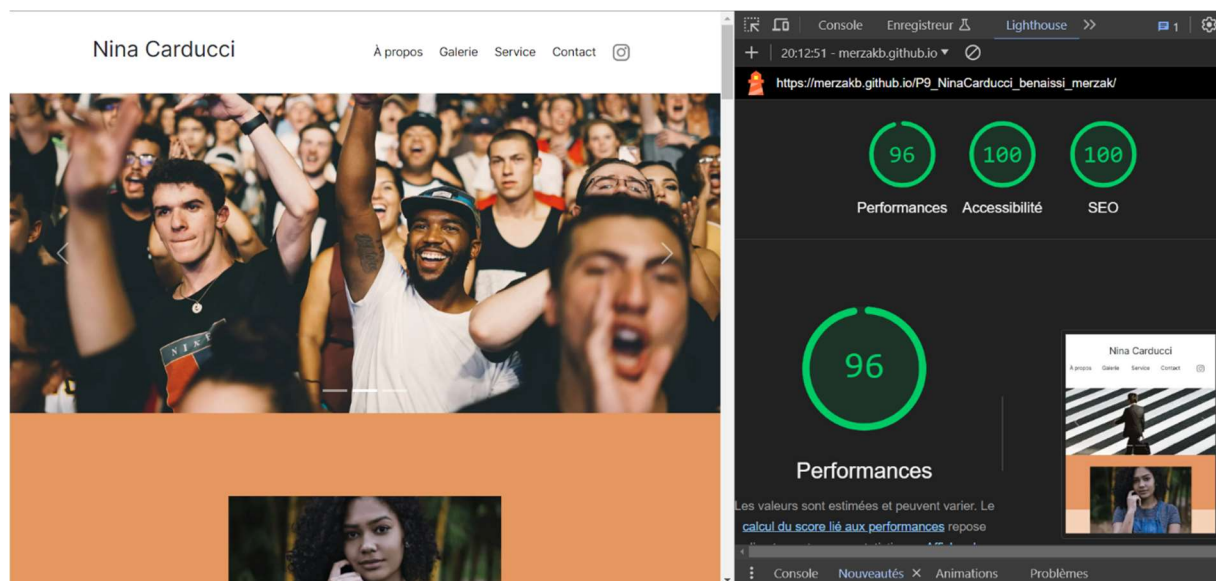 Nina Carducci
À propos Galerie Service Contact
NIKE
Console Enregistreur Lighthouse 1
20:12:51 - merzakb.github.io
https://merzakb.github.io/P9_NinaCarducci_benaissi_merzak/
96 100 100
Performances Accessibilité SEO
96
Performances
Les valeurs sont estimées et peuvent varier. Le
calcul du score lié aux performances repose
Nina Carducci
À propos Galerie Service Contact
Console Nouveautés Animations Problèmes